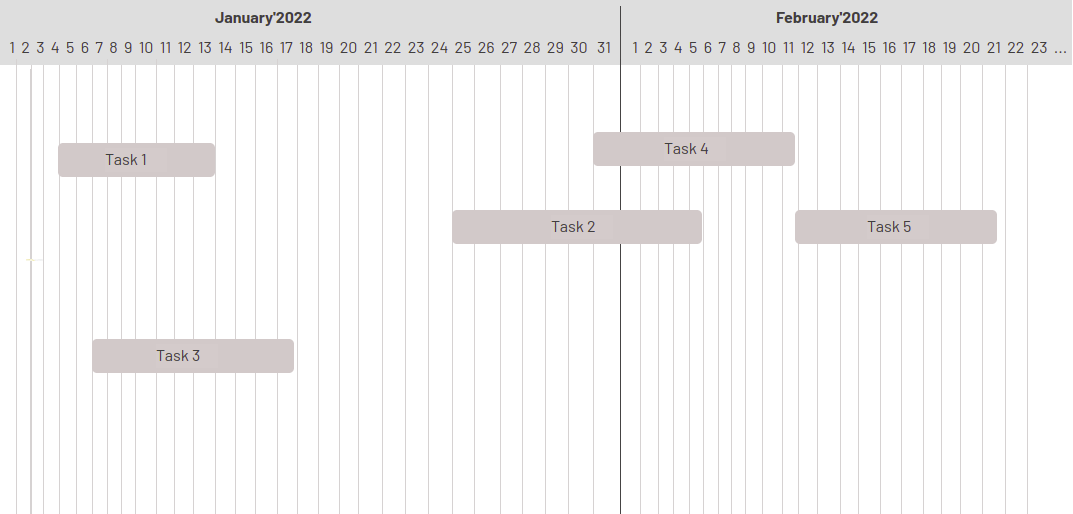 January'2022 February'2022
1 2 3 4 5 6 7 8 9 10 11 12 13 14 15 16 17 18 19 20 21 22 23 24 25 26 27 28 29 30 31 1 2 3 4 5 6 7 8 9 10 11 12 13 14 15 16 17 18 19 20 21 22 23 ...
Task 4
Task 1
Task 2 Task 5
Task 3